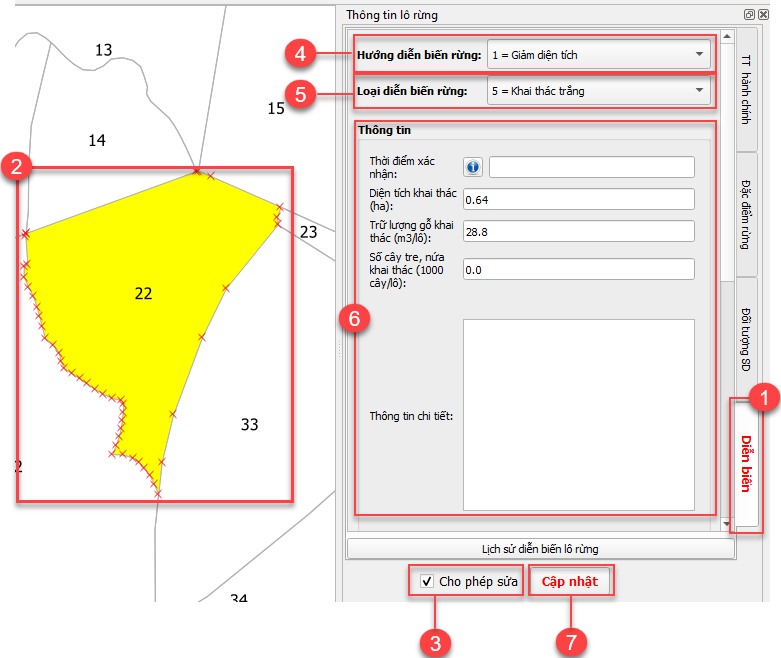 Thông tin lô rừng
13
4
Hướng diễn biến rừng:
1 = Giảm diện tích
5
Loại diễn biến rừng:
5 = Khai thác trắng
TT hành chính
15
14
Thông tin
2
Thời điểm xác
nhận:
Diện tích khai thác
(ha):
0.64
Trữ lượng gỗ khai
thác (m3/lô):
28.8
Số cây tre, nứa
khai thác (1000
cây/lô):
0.0
Đặc điểm rừng
23
22
6
Đối tượng SD
1
33
Thông tin chi tiết:
Diễn biến
2
Lịch sử diễn biến lô rừng
Cho phép sửa
Cập nhật
34
3
7